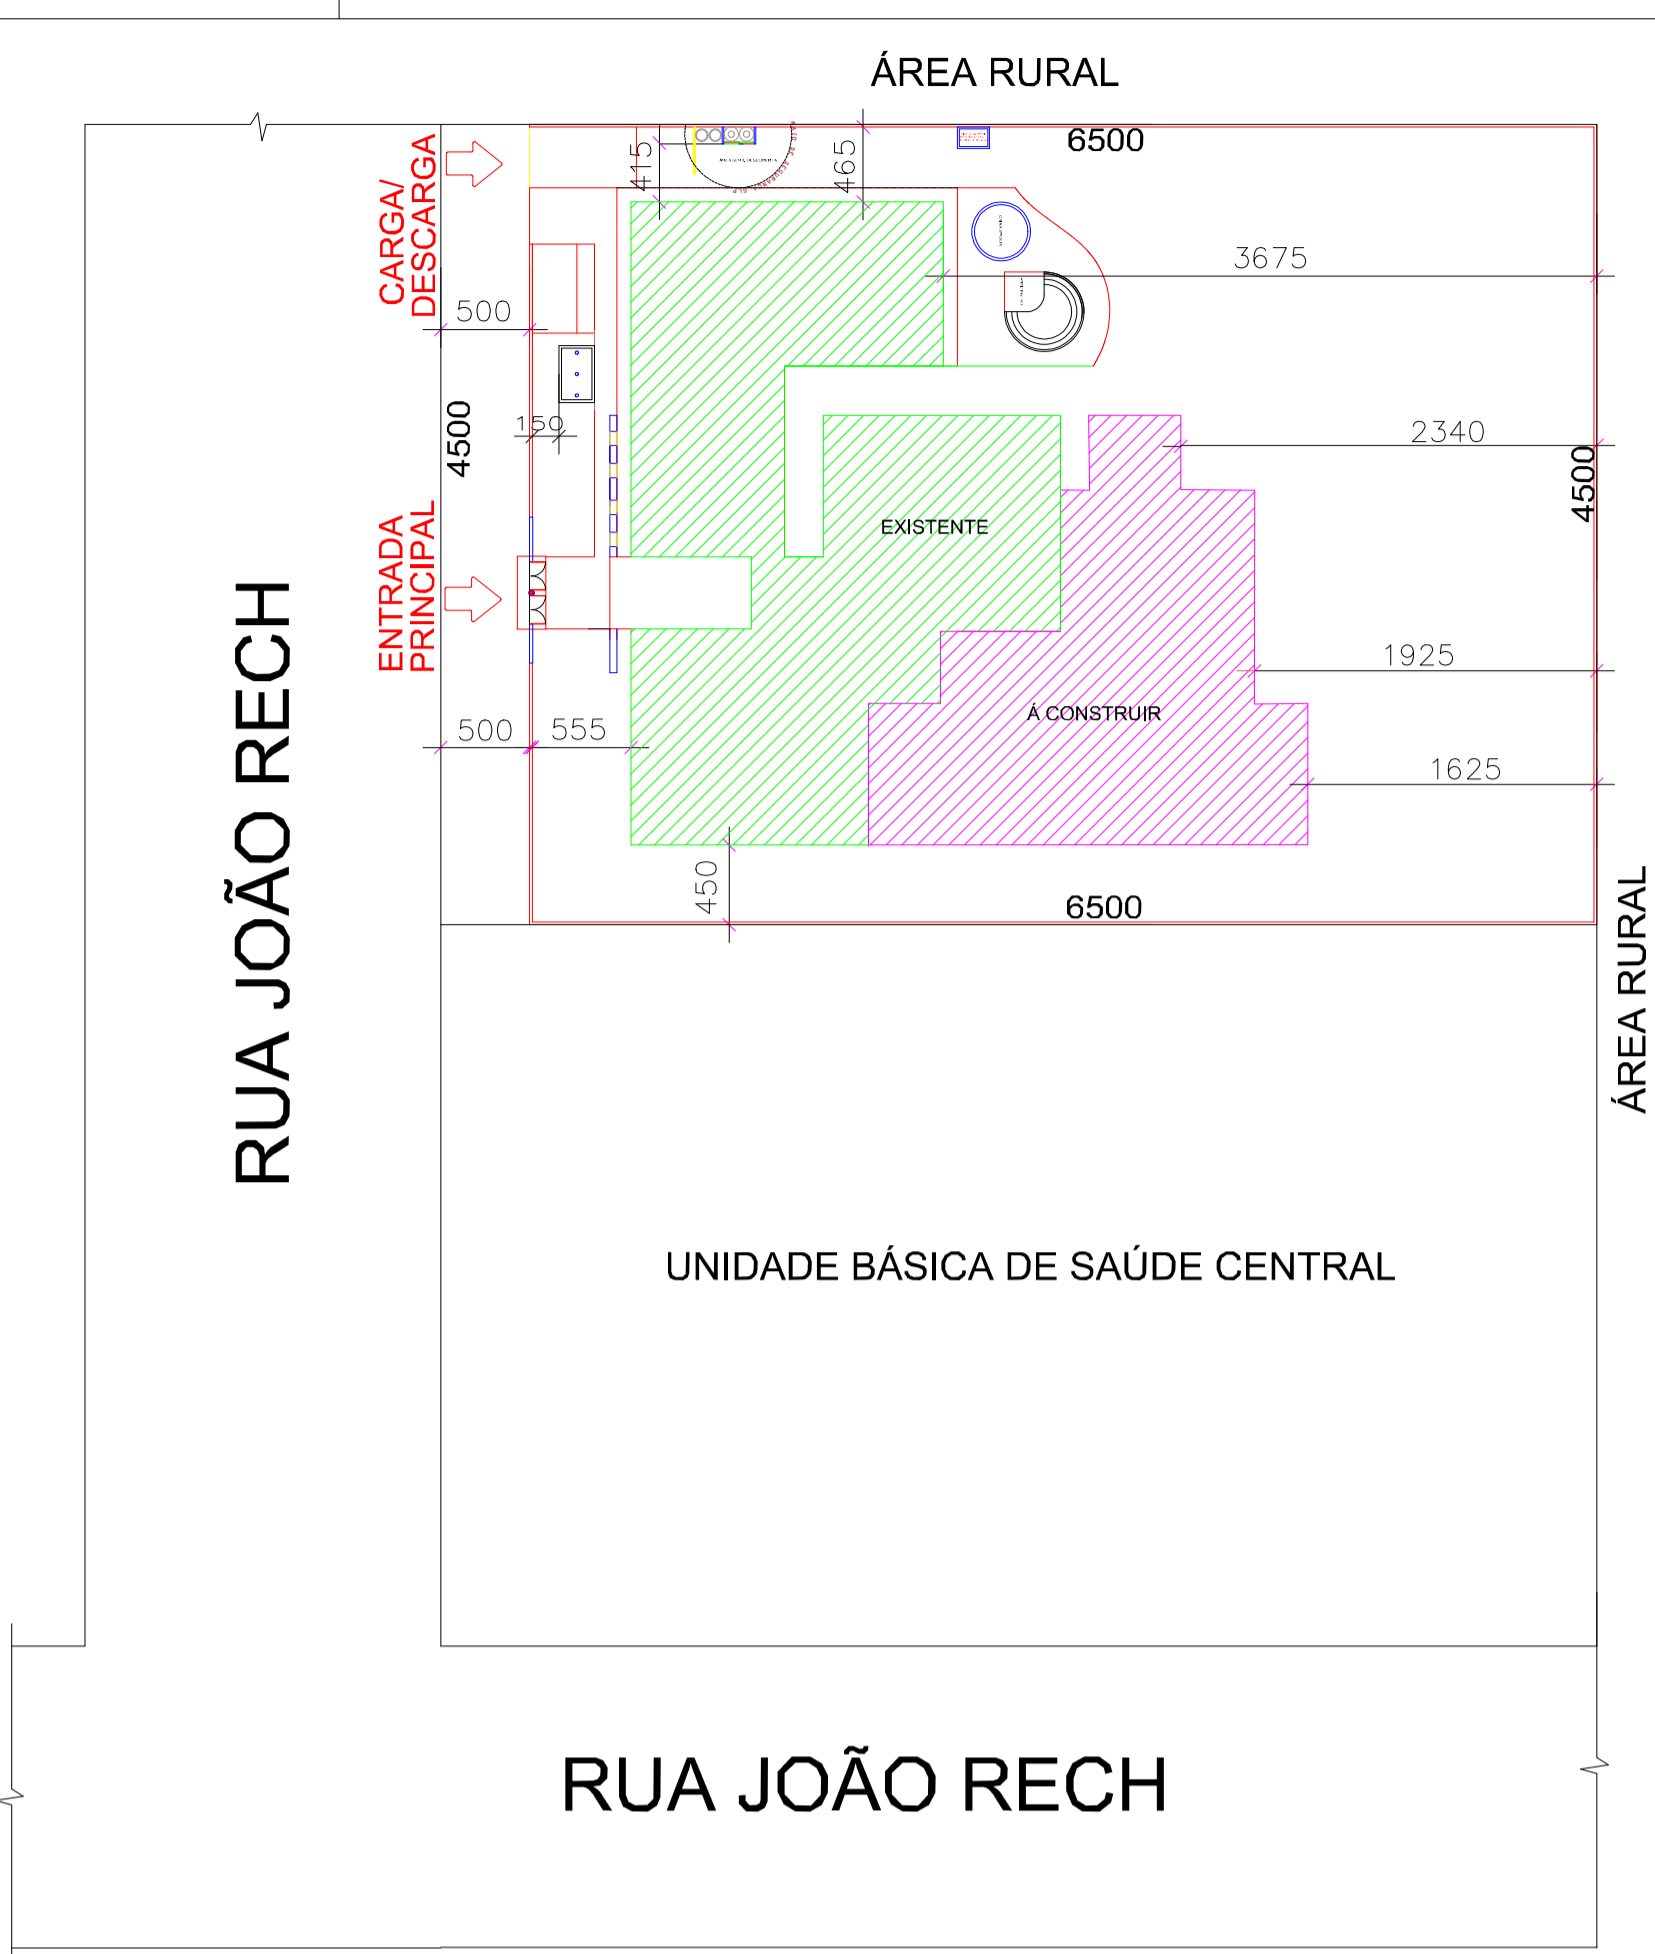 ÁREA RURAL
6500
CARGA/
DESCARGA
415
465
3675
500
4500
150
2340
4500
EXISTENTE
ENTRADA
PRINCIPAL
1925
Á CONSTRUIR
500
555
1625
450
6500
RUA JOÃO RECH
ÁREA RURAL
UNIDADE BÁSICA DE SAÚDE CENTRAL
RUA JOÃO RECH